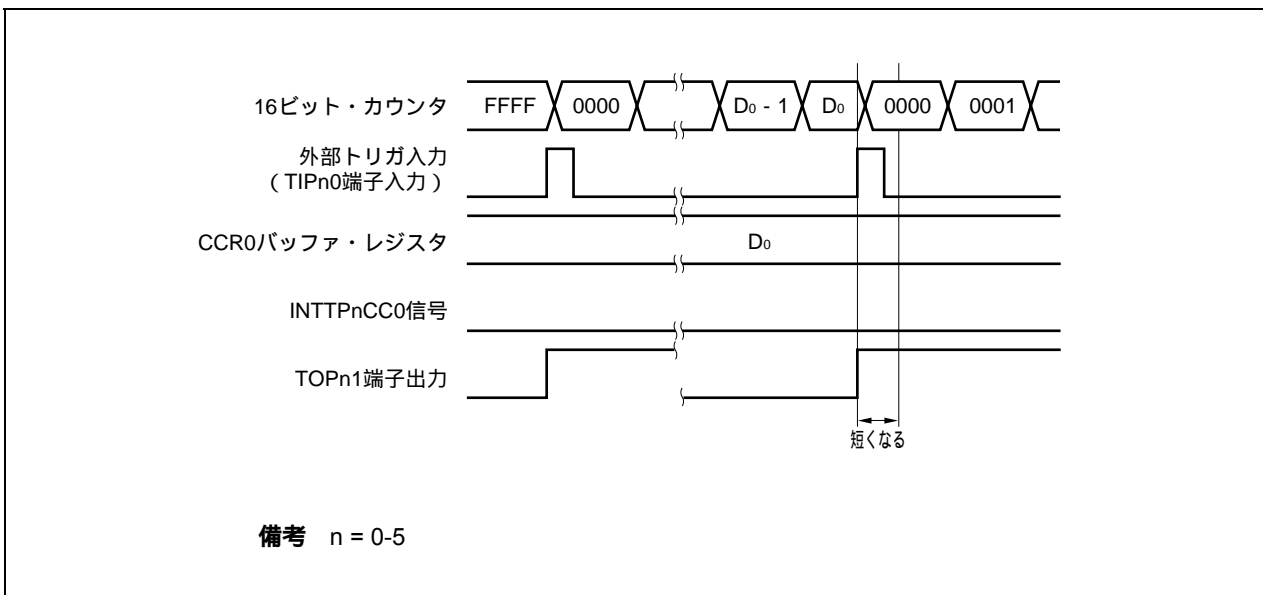 16ビット・カウンタ FFFF 0000 D0 - 1 D0 0000 0001
外部トリガ入力
(TIPn0端子入力)
CCR0バッファ・レジスタ D0
INTTPnCC0信号
TOPn1端子出力
短くなる
備考 n = 0-5